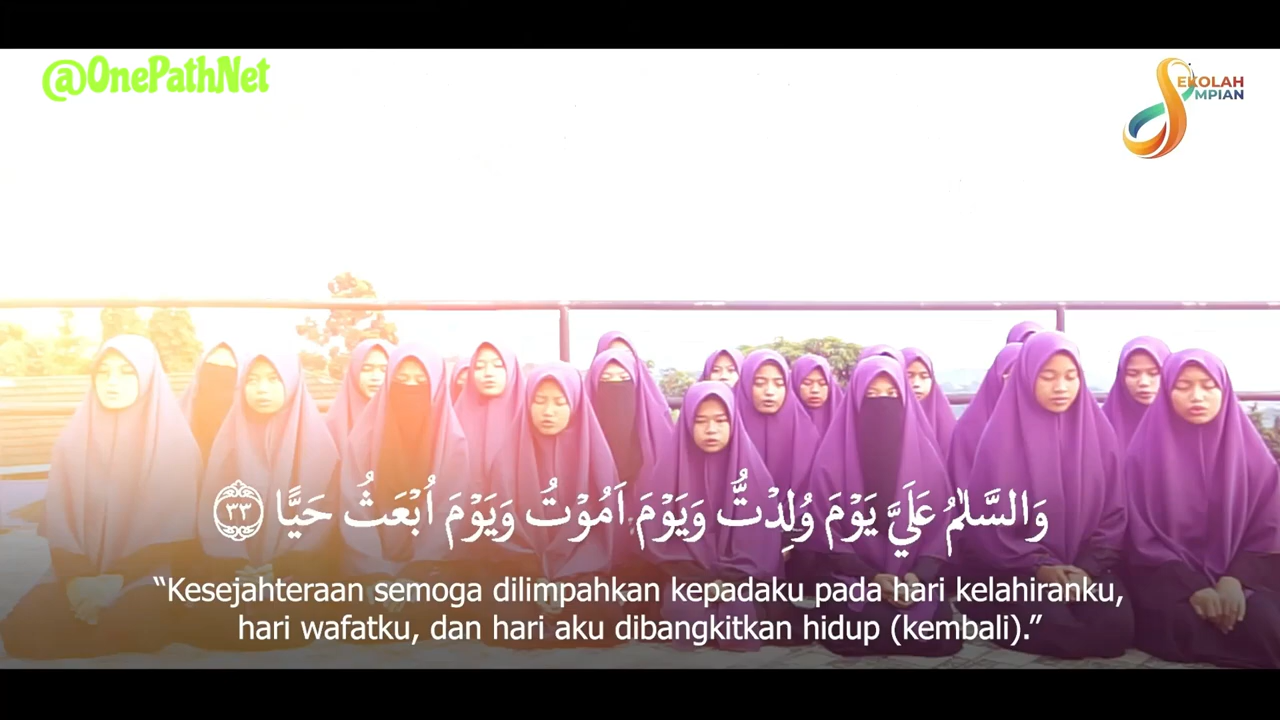 @OnePathNet
EKOLAH
MPIAN
وَالسَّلٰمُ عَلَيَّ يَوْمَ وُلِدْتُّ وَيَوْمَ اَمُوْتُ وَيَوْمَ اُبْعَثُ حَيًّا ٣٣
“Kesejahteraan semoga dilimpahkan kepadaku pada hari kelahiranku,
hari wafatku, dan hari aku dibangkitkan hidup (kembali).”